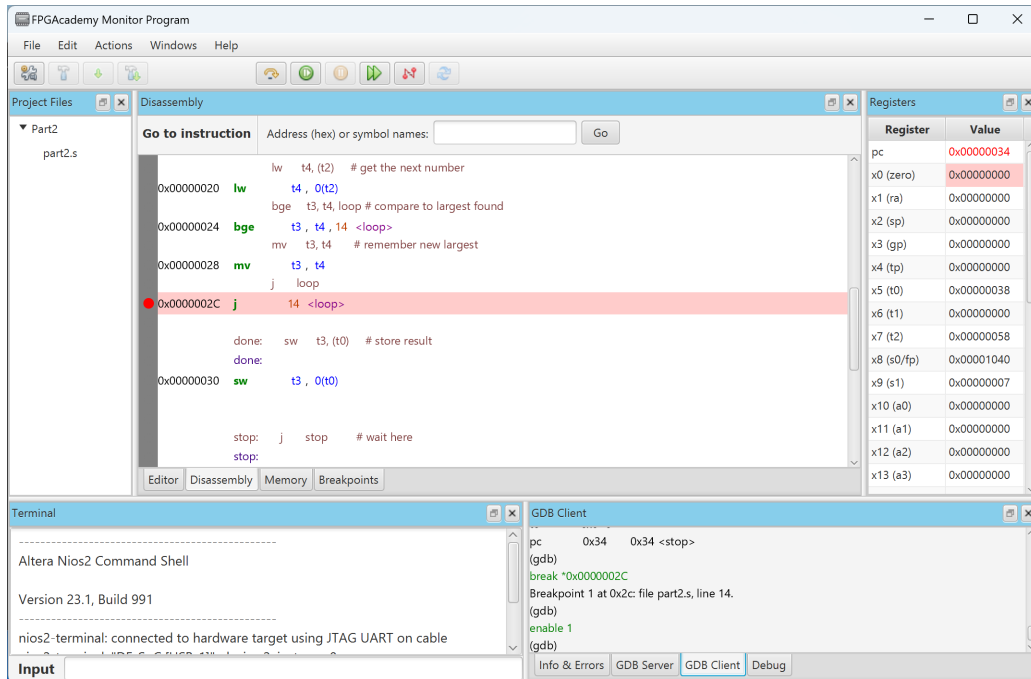 FPGAcademy Monitor Program
File Edit Actions Windows Help
Project Files
Part2
part2.s
Disassembly
Go to instruction Address (hex) or symbol names: Go
lw t4, (t2) # get the next number
0x00000020 lw t4 , 0(t2)
bge t3, t4, loop # compare to largest found
0x00000024 bge t3 , t4 , 14 <loop>
mv t3, t4 # remember new largest
0x00000028 mv t3 , t4
j loop
0x0000002C j 14 <loop>
done: sw t3, (t0) # store result
done:
0x00000030 sw t3 , 0(t0)
stop: j stop # wait here
stop:
Editor Disassembly Memory Breakpoints
Registers
Register Value
pc 0x00000034
x0 (zero) 0x00000000
x1 (ra) 0x00000000
x2 (sp) 0x00000000
x3 (gp) 0x00000000
x4 (tp) 0x00000000
x5 (t0) 0x00000038
x6 (t1) 0x00000000
x7 (t2) 0x00000058
x8 (s0/fp) 0x00001040
x9 (s1) 0x00000007
x10 (a0) 0x00000000
x11 (a1) 0x00000000
x12 (a2) 0x00000000
x13 (a3) 0x00000000
Terminal
Altera Nios2 Command Shell
Version 23.1, Build 991
nios2-terminal: connected to hardware target using JTAG UART on cable
Input
GDB Client
pc 0x34 0x34 <stop>
(gdb)
break *0x0000002C
Breakpoint 1 at 0x2c: file part2.s, line 14.
(gdb)
enable 1
(gdb)
Info & Errors GDB Server GDB Client Debug